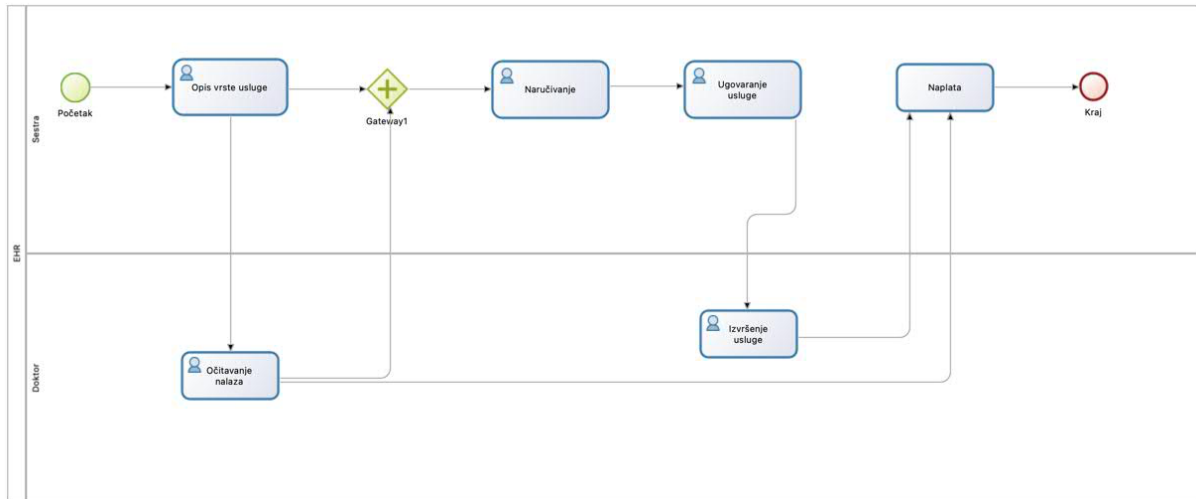 EHR
Sestra
Početak
Opis vrste usluge
Gateway1
Naručivanje
Ugovaranje
usluge
Naplata
Kraj
Doktor
Očitavanje
nalaza
Izvršenje
usluge